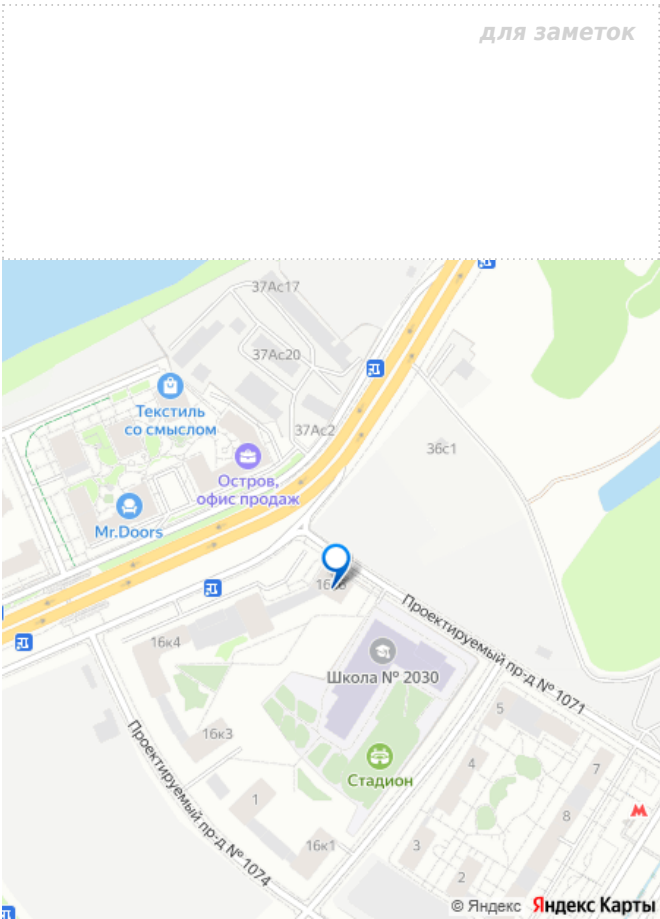 для заметок
37Ас17
37Ас20
Текстиль
со смыслом
37Ас2
36с1
Остров,
офис продаж
Mr.Doors
Проектируемый пр-д № 1071
16к4
Школа № 2030
5
16к3
Проектируемый пр-д № 1074
Стадион
4
7
1
8
16к1
3
2
© Яндекс Яндекс Карты